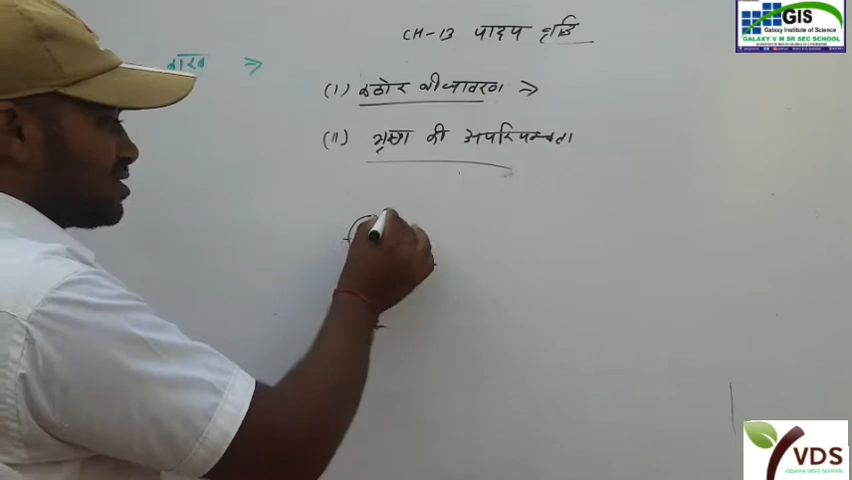 CH-13 पादप वृद्धि
कारक ⇒
(I) कठोर बीजावरण ⇒
(II) भ्रूण की अपरिपक्वता
GIS
Galaxy Institute of Science
GALAXY V M SR SEC SCHOOL
VDS